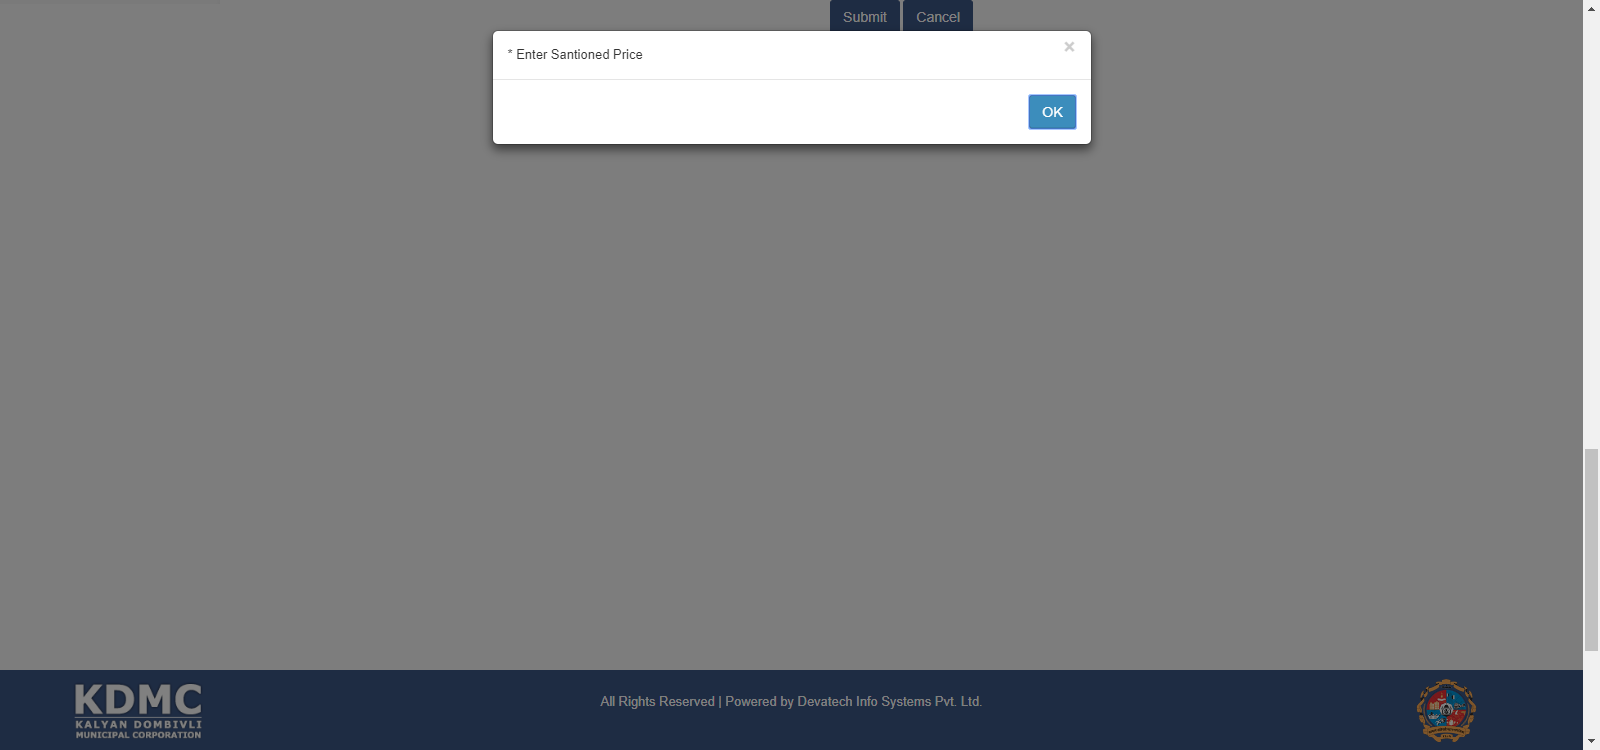 Submit Cancel
* Enter Santioned Price
×
OK
KDMC
KALYAN DOMBIVLI
MUNICIPAL CORPORATION
All Rights Reserved | Powered by Devatech Info Systems Pvt. Ltd.